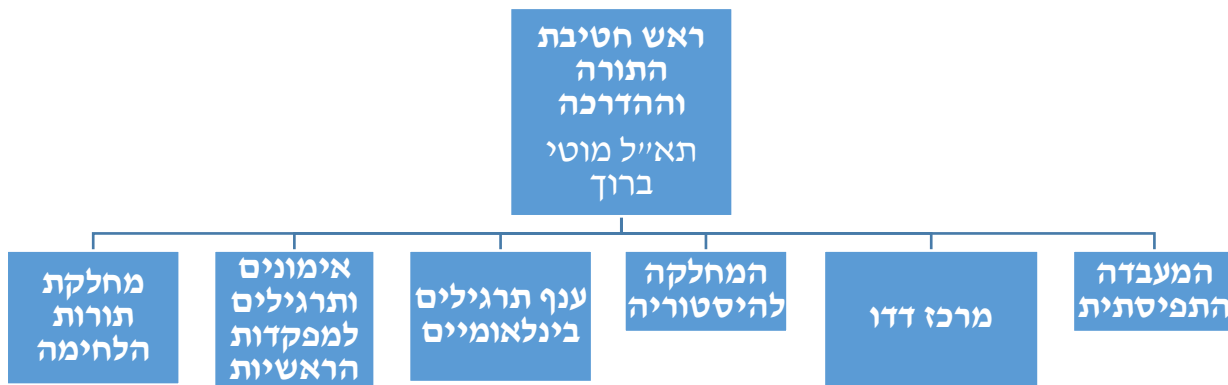 ראש חטיבת
התורה
וההדרכה
תא״ל מוטי
ברוך
המעבדה
התפיסתית
מרכז דדו
המחלקה
להיסטוריה
ענף תרגילים
בינלאומיים
אימונים
ותרגילים
למפקדות
הראשיות
מחלקת
תורות
הלחימה